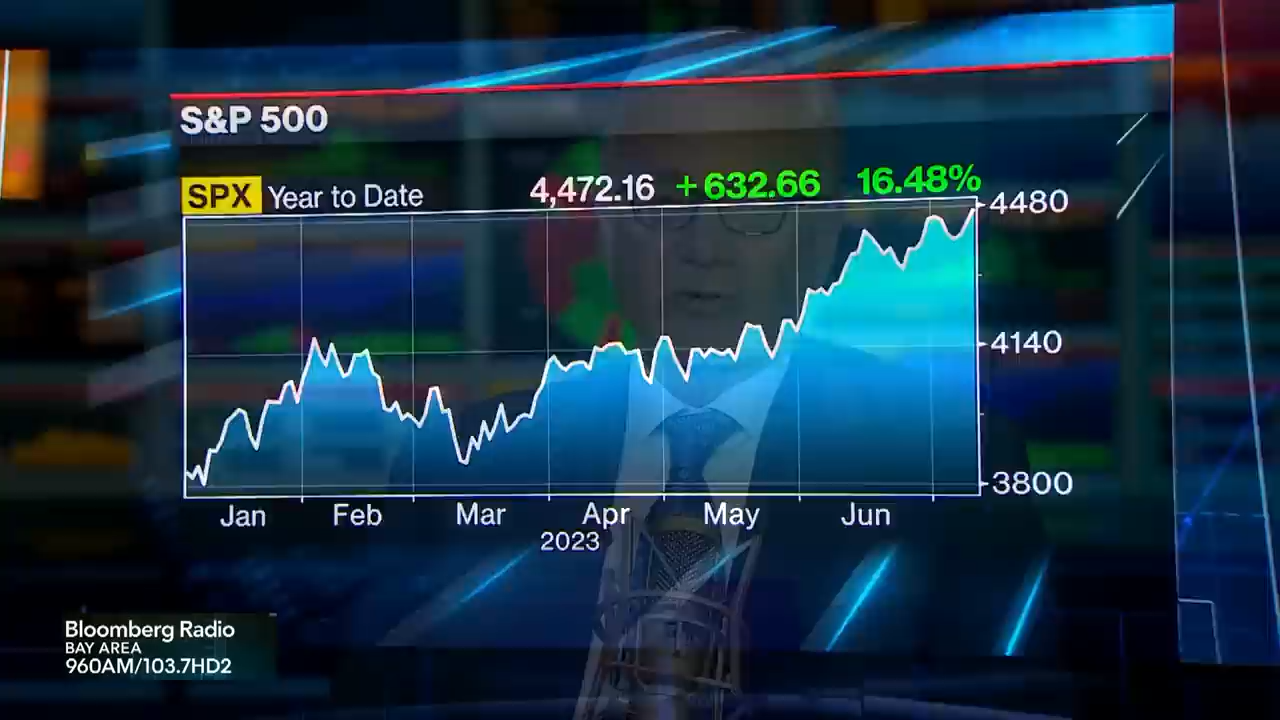 S&P 500
SPX Year to Date 4,472.16 +632.66 16.48%
4480
4140
3800
Jan Feb Mar Apr May Jun
2023
Bloomberg Radio
BAY AREA
960AM/103.7HD2